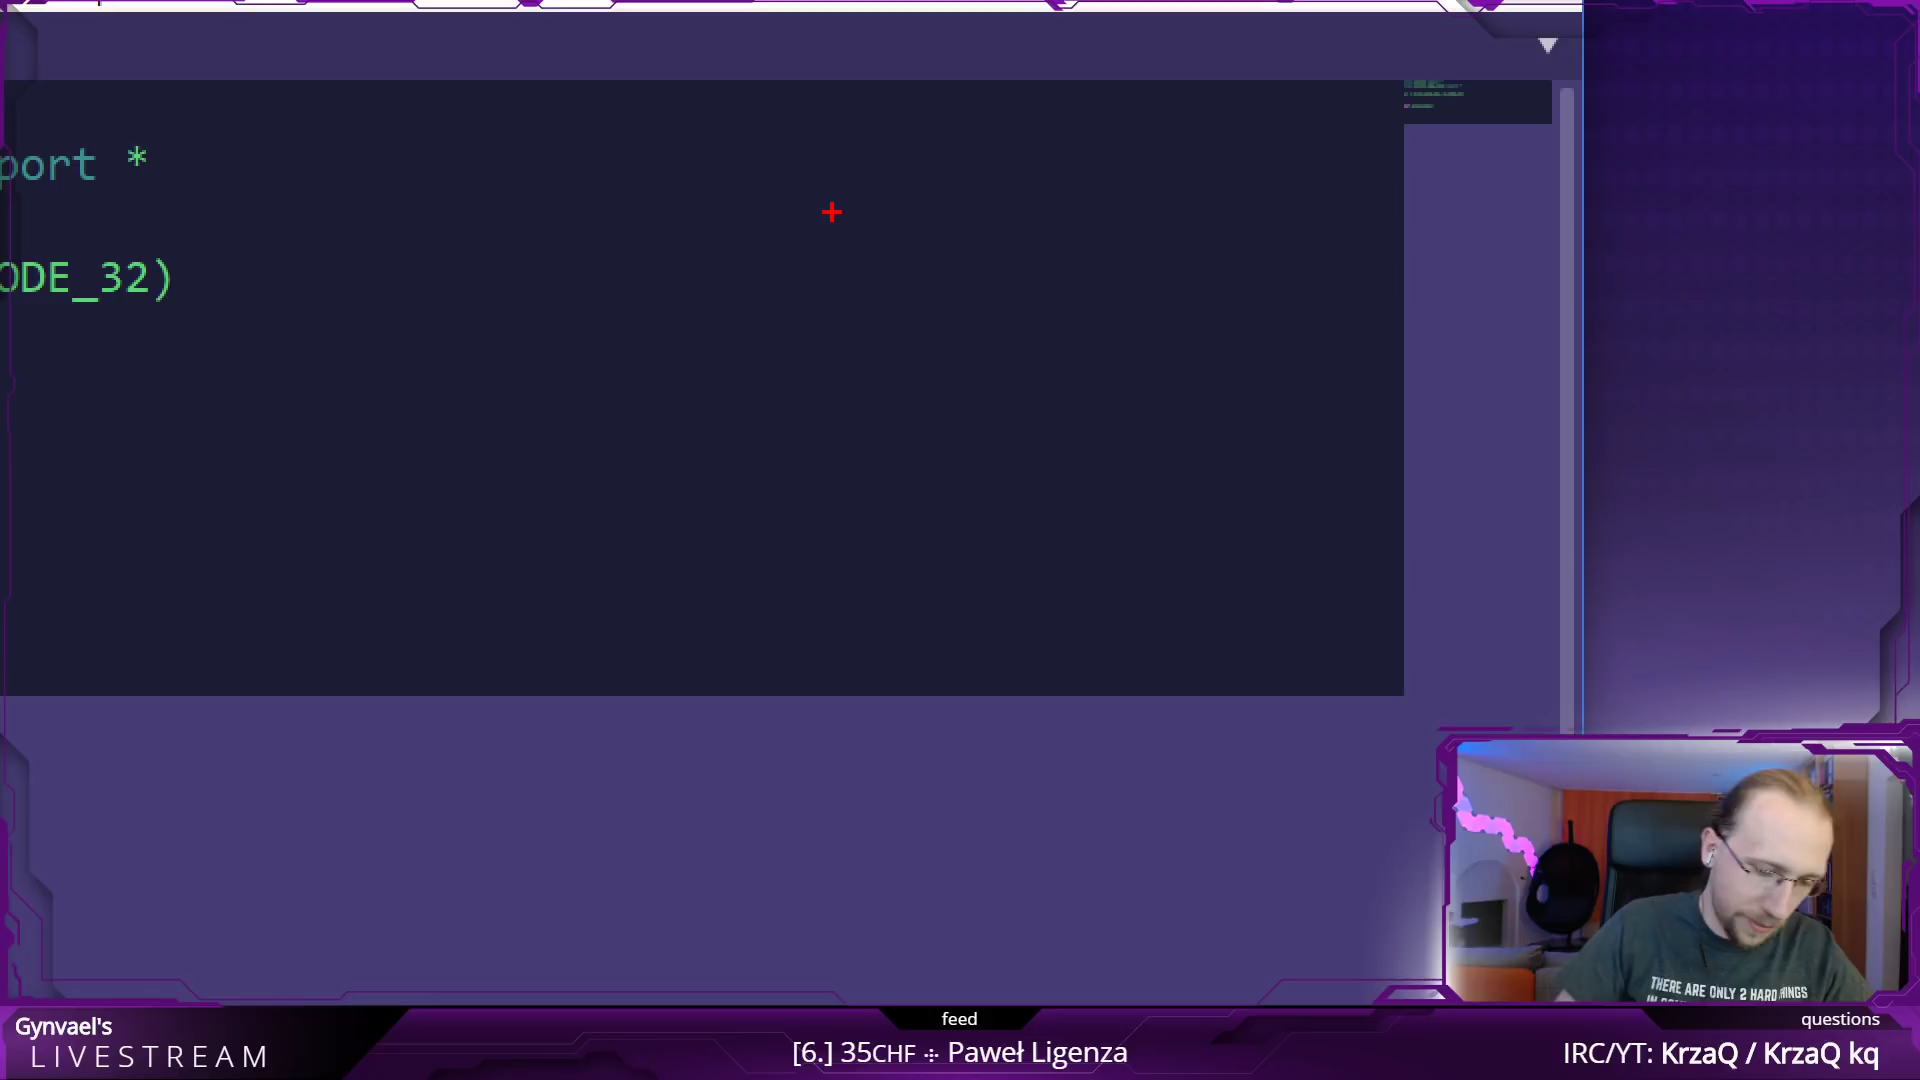 port *
ODE_32)
THERE ARE ONLY 2 HARD THINGS
Gynvael's
LIVESTREAM
feed
[6.] 35CHF ÷ Paweł Ligenza
questions
IRC/YT: KrzaQ / KrzaQ kq